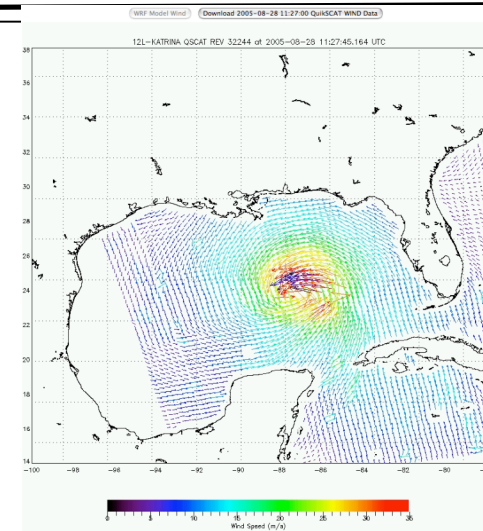 WRF Model Wind Download 2005-08-28 11:27:00 QuikSCAT WIND Data
12L-KATRINA QSCAT REV 32244 at 2005-08-28 11:27:45.164 UTC
38
36
34
32
30
28
26
24
22
20
18
16
14
-100 -98 -96 -94 -92 -90 -88 -86 -84 -82 -80
0 5 10 15 20 25 30 35
Wind Speed (m/s)